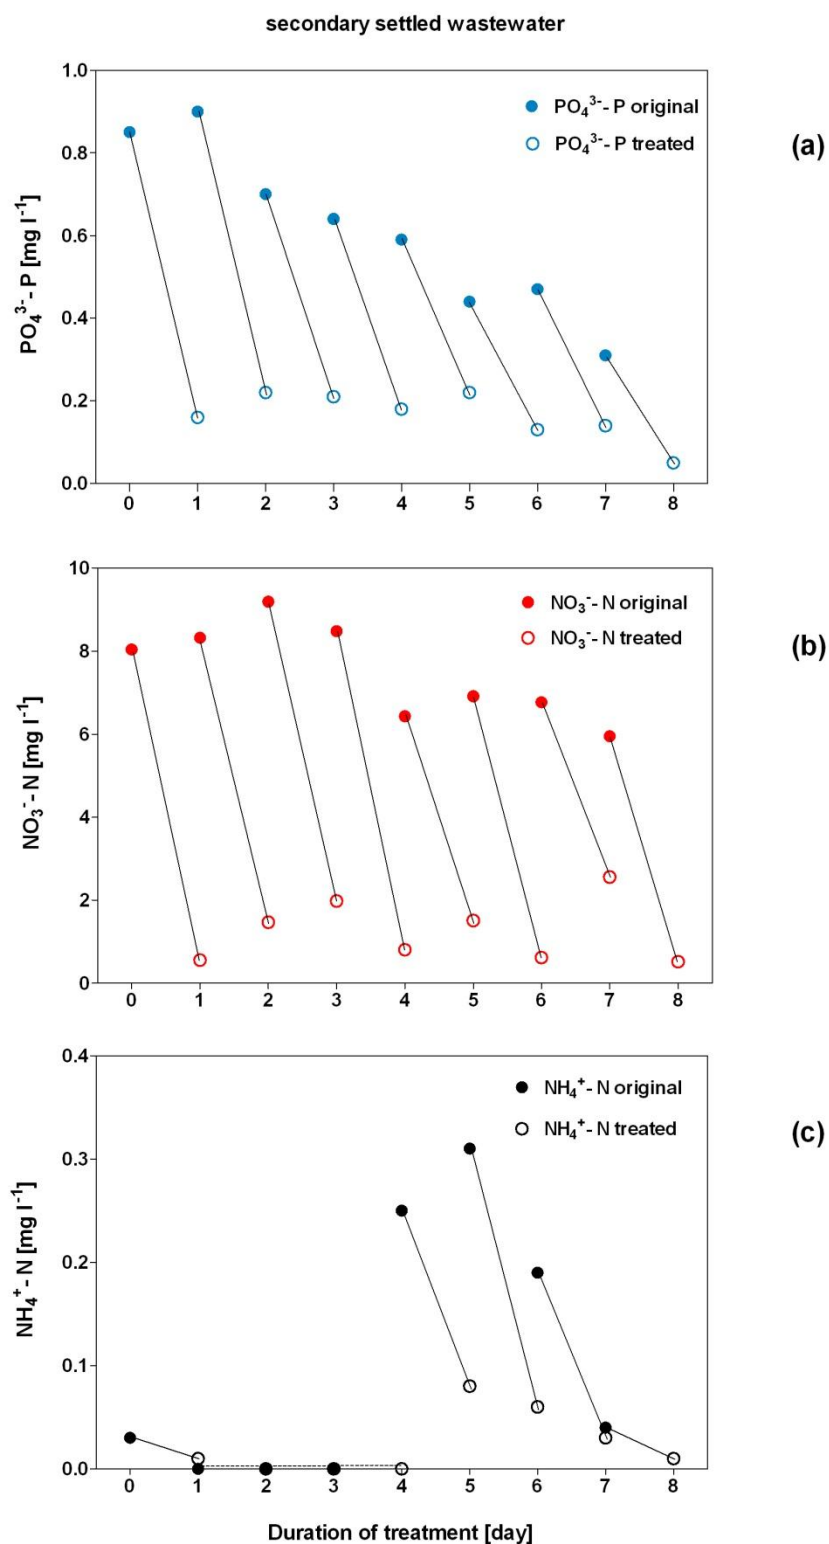 secondary settled wastewater
PO₄³⁻- P original
PO₄³⁻- P treated
(a)
PO₄³⁻- P [mg l⁻¹]
1.0
0.8
0.6
0.4
0.2
0.0
0 1 2 3 4 5 6 7 8
NO₃⁻- N original
NO₃⁻- N treated
(b)
NO₃⁻- N [mg l⁻¹]
10
8
6
4
2
0
0 1 2 3 4 5 6 7 8
NH₄⁺- N original
NH₄⁺- N treated
(c)
NH₄⁺- N [mg l⁻¹]
0.4
0.3
0.2
0.1
0.0
0 1 2 3 4 5 6 7 8
Duration of treatment [day]